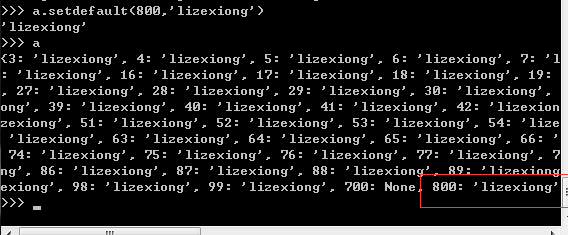 >>> a.setdefault(800,'lizexiong')
'lizexiong'
>>> a
{3: 'lizexiong', 4: 'lizexiong', 5: 'lizexiong', 6: 'lizexiong', 7: 'l
: 'lizexiong', 16: 'lizexiong', 17: 'lizexiong', 18: 'lizexiong', 19:
, 27: 'lizexiong', 28: 'lizexiong', 29: 'lizexiong', 30: 'lizexiong',
ong', 39: 'lizexiong', 40: 'lizexiong', 41: 'lizexiong', 42: 'lizexion
zexiong', 51: 'lizexiong', 52: 'lizexiong', 53: 'lizexiong', 54: 'lize
'lizexiong', 63: 'lizexiong', 64: 'lizexiong', 65: 'lizexiong', 66: '
74: 'lizexiong', 75: 'lizexiong', 76: 'lizexiong', 77: 'lizexiong', 7
ng', 86: 'lizexiong', 87: 'lizexiong', 88: 'lizexiong', 89: 'lizexiong
exiong', 98: 'lizexiong', 99: 'lizexiong', 700: None, 800: 'lizexiong'
>>>